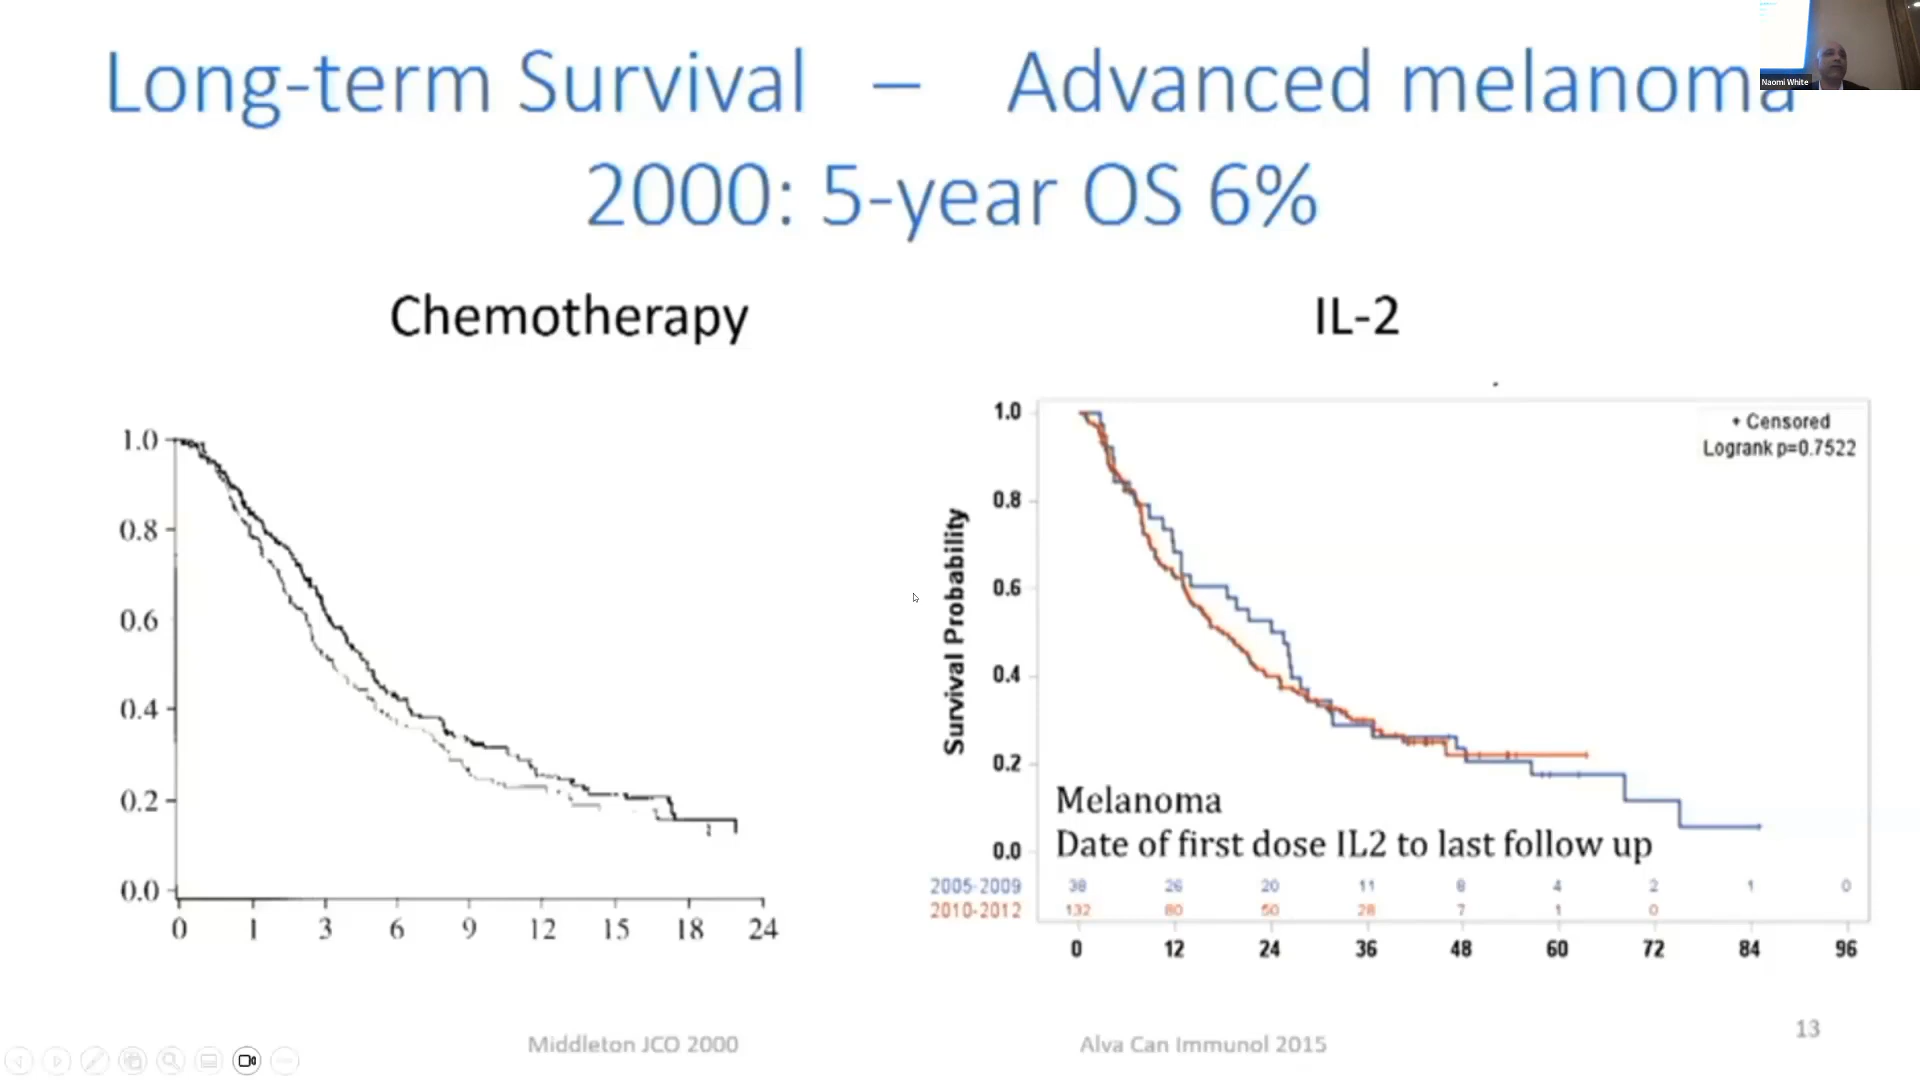 Long-term Survival – Advanced melanoma
2000: 5-year OS 6%
Naomi White
Chemotherapy
IL-2
1.0
0.8
0.6
0.4
0.2
0.0
0 1 3 6 9 12 15 18 24
Survival Probability
1.0
0.8
0.6
0.4
0.2
0.0
+ Censored
Logrank p=0.7522
Melanoma
Date of first dose IL2 to last follow up
2005-2009 38 26 20 11 8 4 2 1 0
2010-2012 132 80 50 28 7 1 0
0 12 24 36 48 60 72 84 96
Middleton JCO 2000
Alva Can Immunol 2015
13